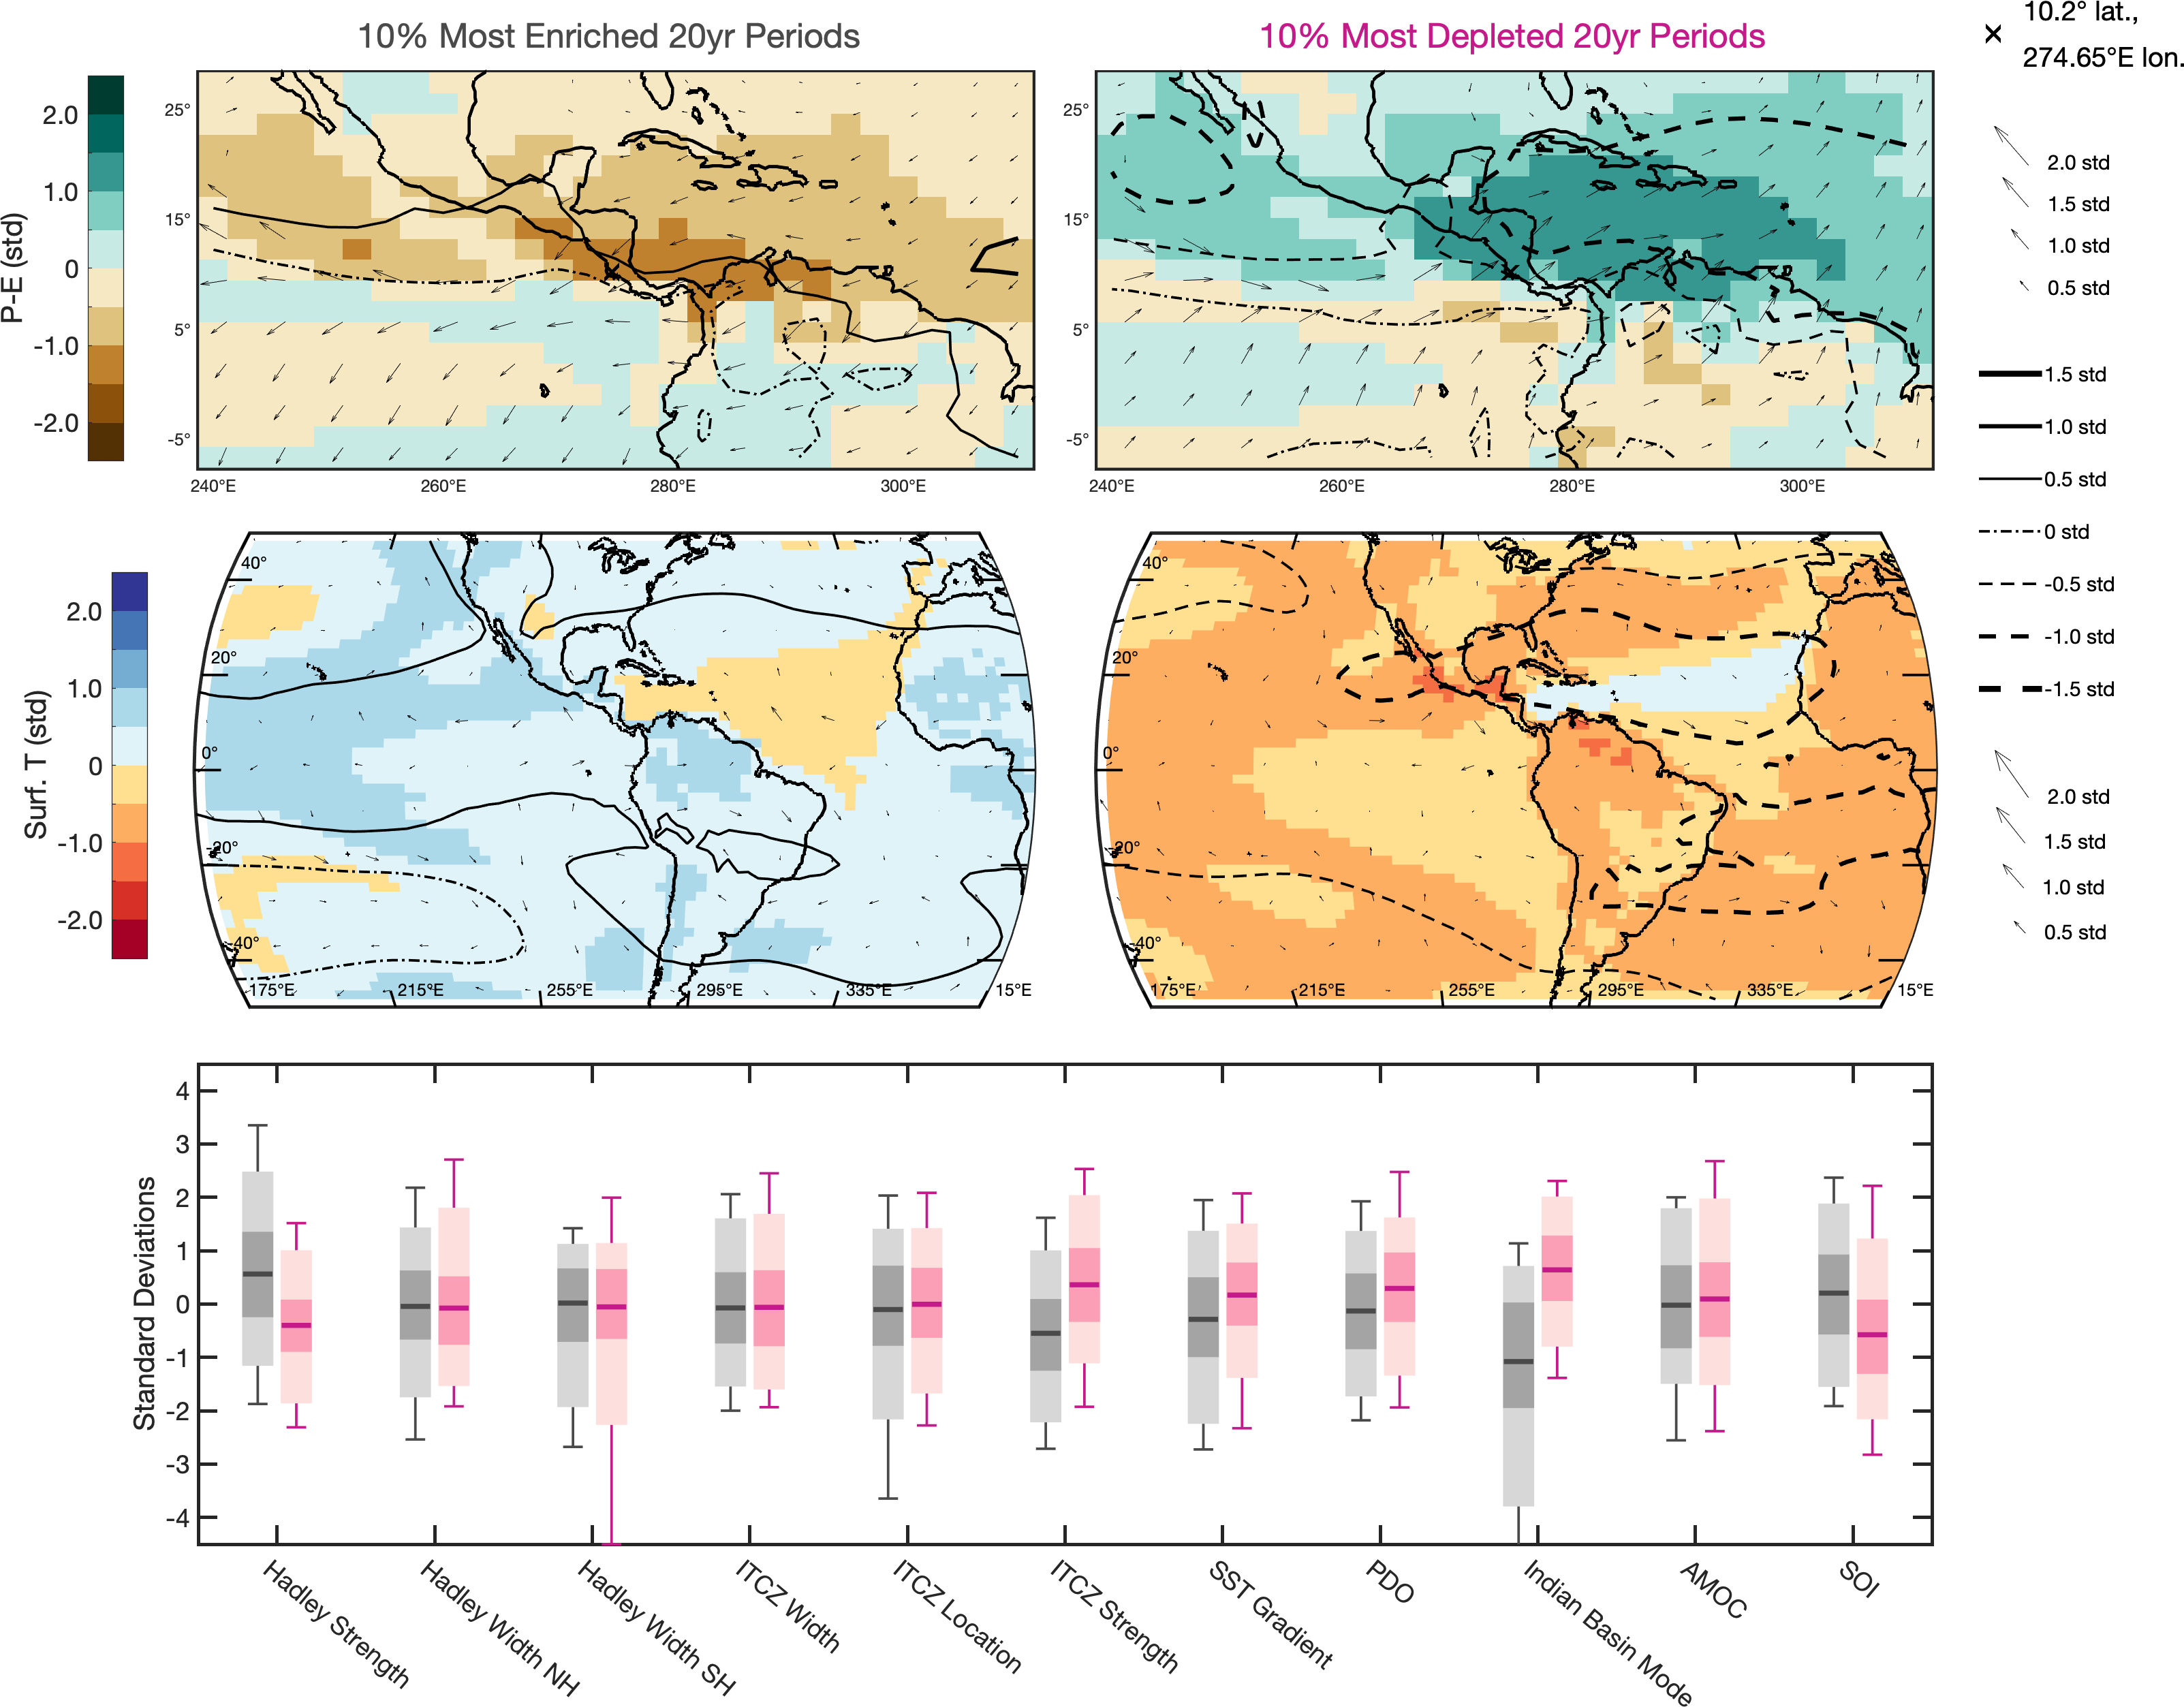 10% Most Enriched 20yr Periods
10% Most Depleted 20yr Periods
× 10.2° lat.,
274.65°E lon.
P-E (std)
2.0
1.0
0
-1.0
-2.0
25°
15°
5°
-5°
240°E 260°E 280°E 300°E
25°
15°
5°
-5°
240°E 260°E 280°E 300°E
2.0 std
1.5 std
1.0 std
0.5 std
1.5 std
1.0 std
0.5 std
0 std
-0.5 std
-1.0 std
-1.5 std
Surf. T (std)
2.0
1.0
0
-1.0
-2.0
40°
20°
0°
-20°
-40°
175°E 215°E 255°E 295°E 335°E 15°E
40°
20°
0°
-20°
-40°
175°E 215°E 255°E 295°E 335°E 15°E
2.0 std
1.5 std
1.0 std
0.5 std
Standard Deviations
4
3
2
1
0
-1
-2
-3
-4
Hadley Strength
Hadley Width NH
Hadley Width SH
ITCZ Width
ITCZ Location
ITCZ Strength
SST Gradient
PDO
Indian Basin Mode
AMOC
SOI